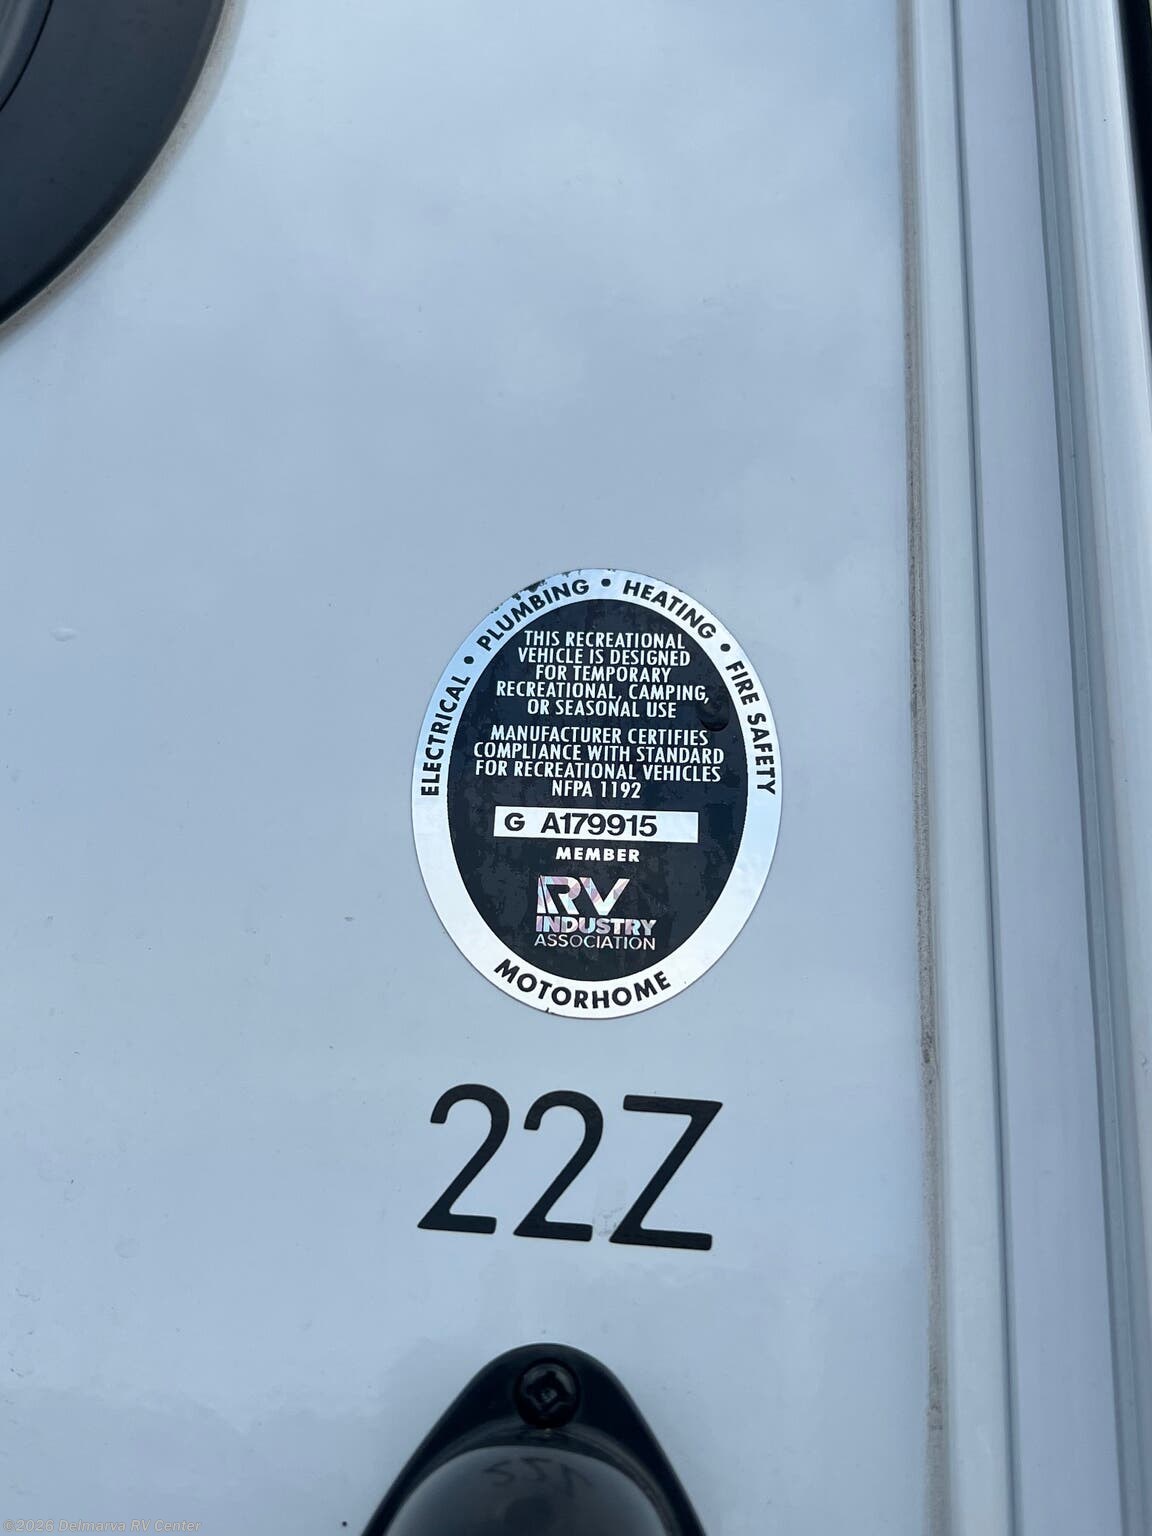 ELECTRICAL • PLUMBING • HEATING • FIRE SAFETY
THIS RECREATIONAL
VEHICLE IS DESIGNED
FOR TEMPORARY
RECREATIONAL, CAMPING,
OR SEASONAL USE
MANUFACTURER CERTIFIES
COMPLIANCE WITH STANDARD
FOR RECREATIONAL VEHICLES
NFPA 1192
G A179915
MEMBER
RV
INDUSTRY
ASSOCIATION
MOTORHOME
22Z
©2026 Delmarva RV Center